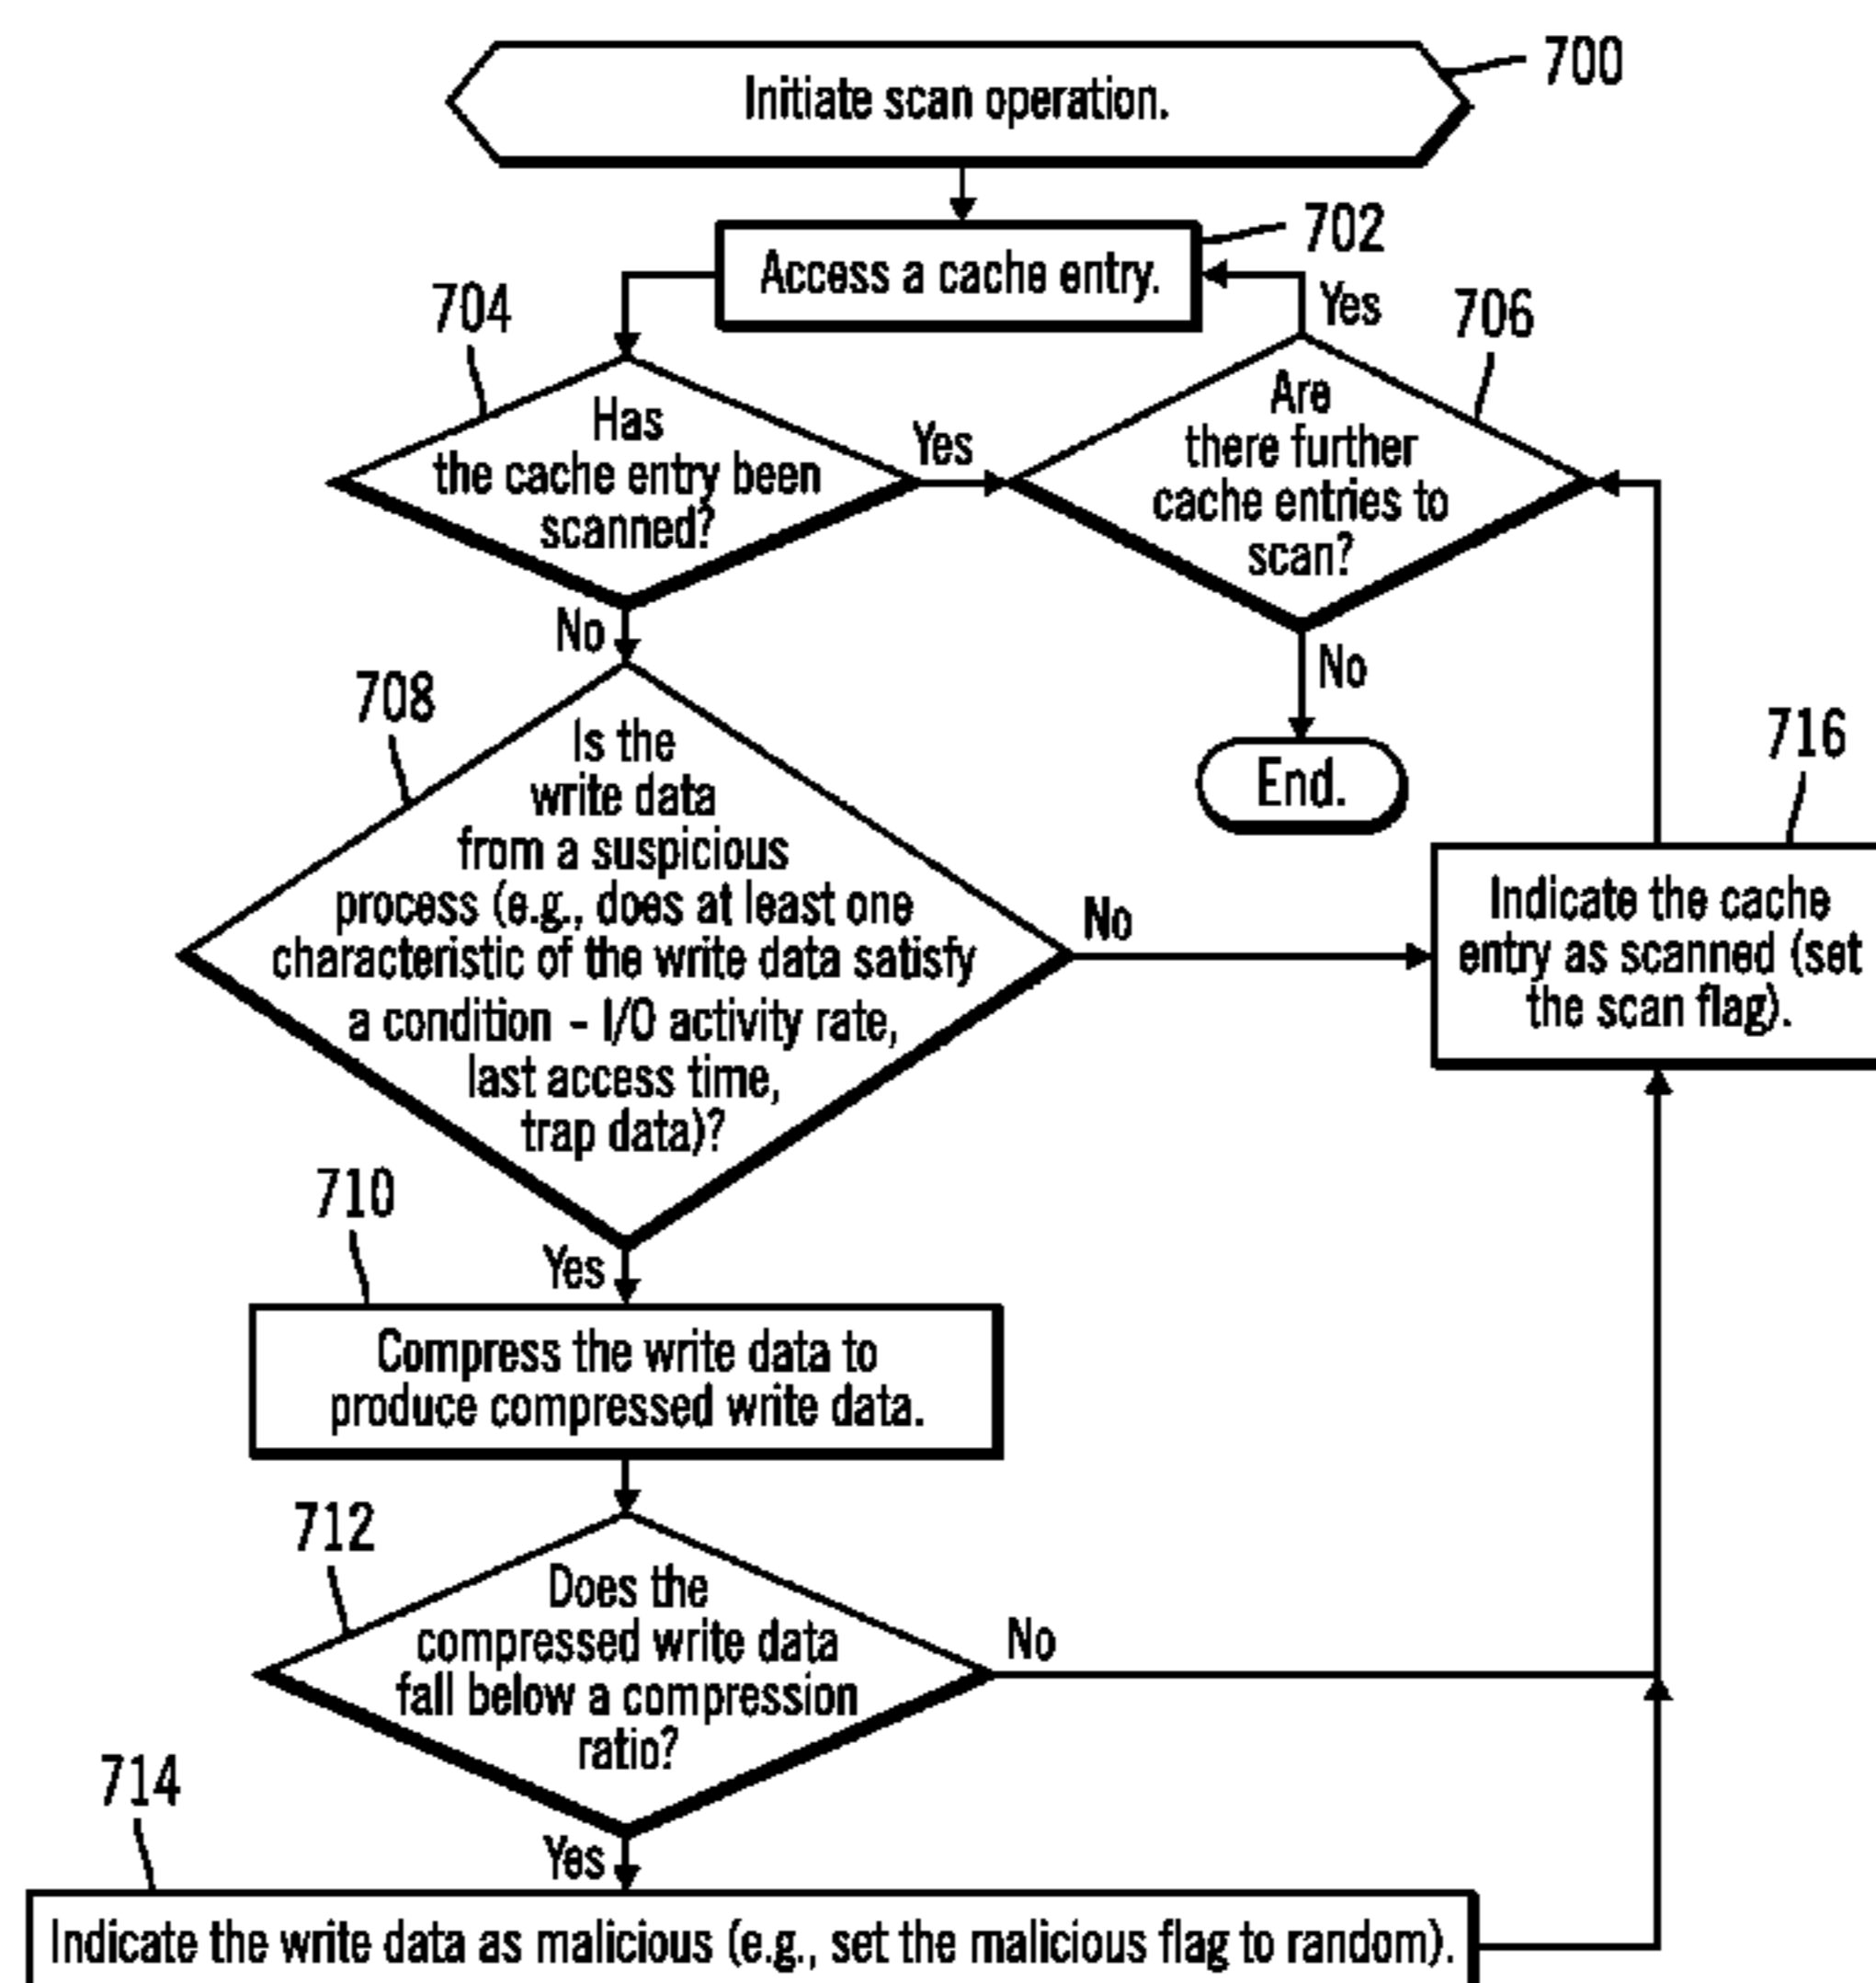 Initiate scan operation.
700
Access a cache entry.
702
704
Has
the cache entry been
scanned?
Yes
No
706
Are
there further
cache entries to
scan?
Yes
No
End.
708
Is the
write data
from a suspicious
process (e.g., does at least one
characteristic of the write data satisfy
a condition - I/O activity rate,
last access time,
trap data)?
No
Yes
716
Indicate the cache
entry as scanned (set
the scan flag).
710
Compress the write data to
produce compressed write data.
712
Does the
compressed write data
fall below a compression
ratio?
No
Yes
714
Indicate the write data as malicious (e.g., set the malicious flag to random).